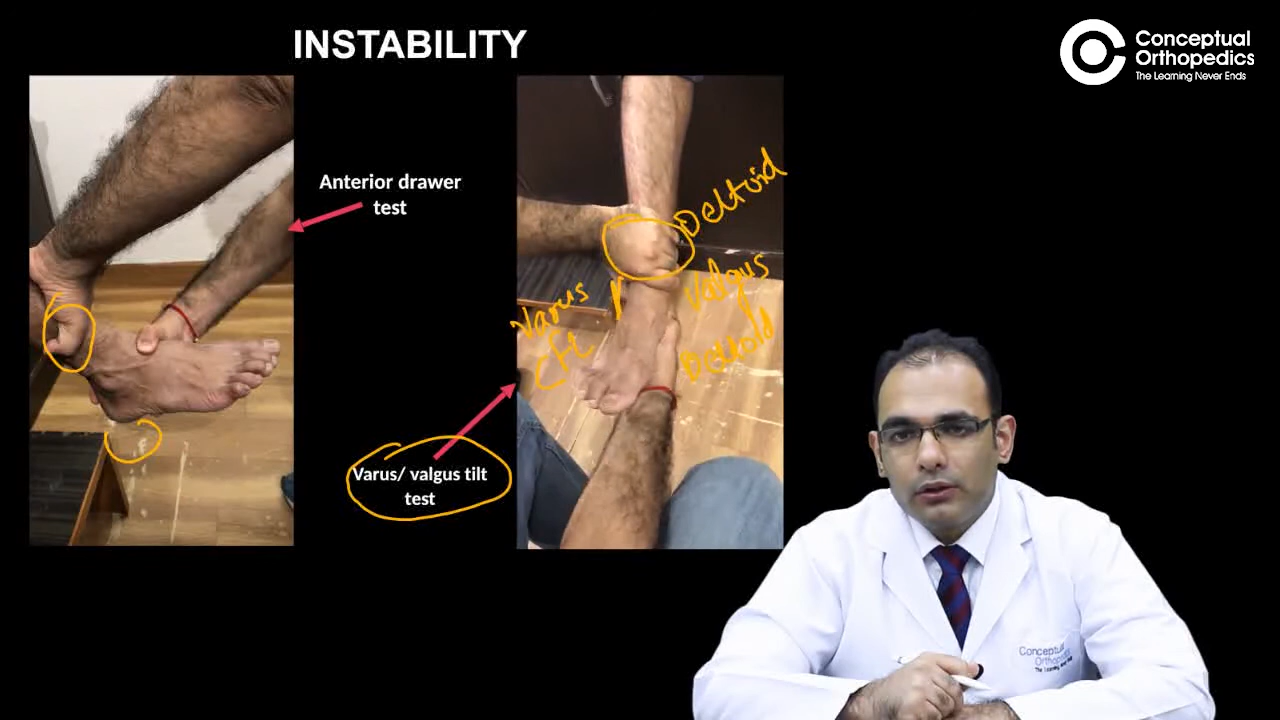 INSTABILITY
Conceptual
Orthopedics
The Learning Never Ends
Anterior drawer
test
Deltoid
Varus
CFL
Valgus
Deltoid
Varus/ valgus tilt
test
Conceptual
Orthopedics